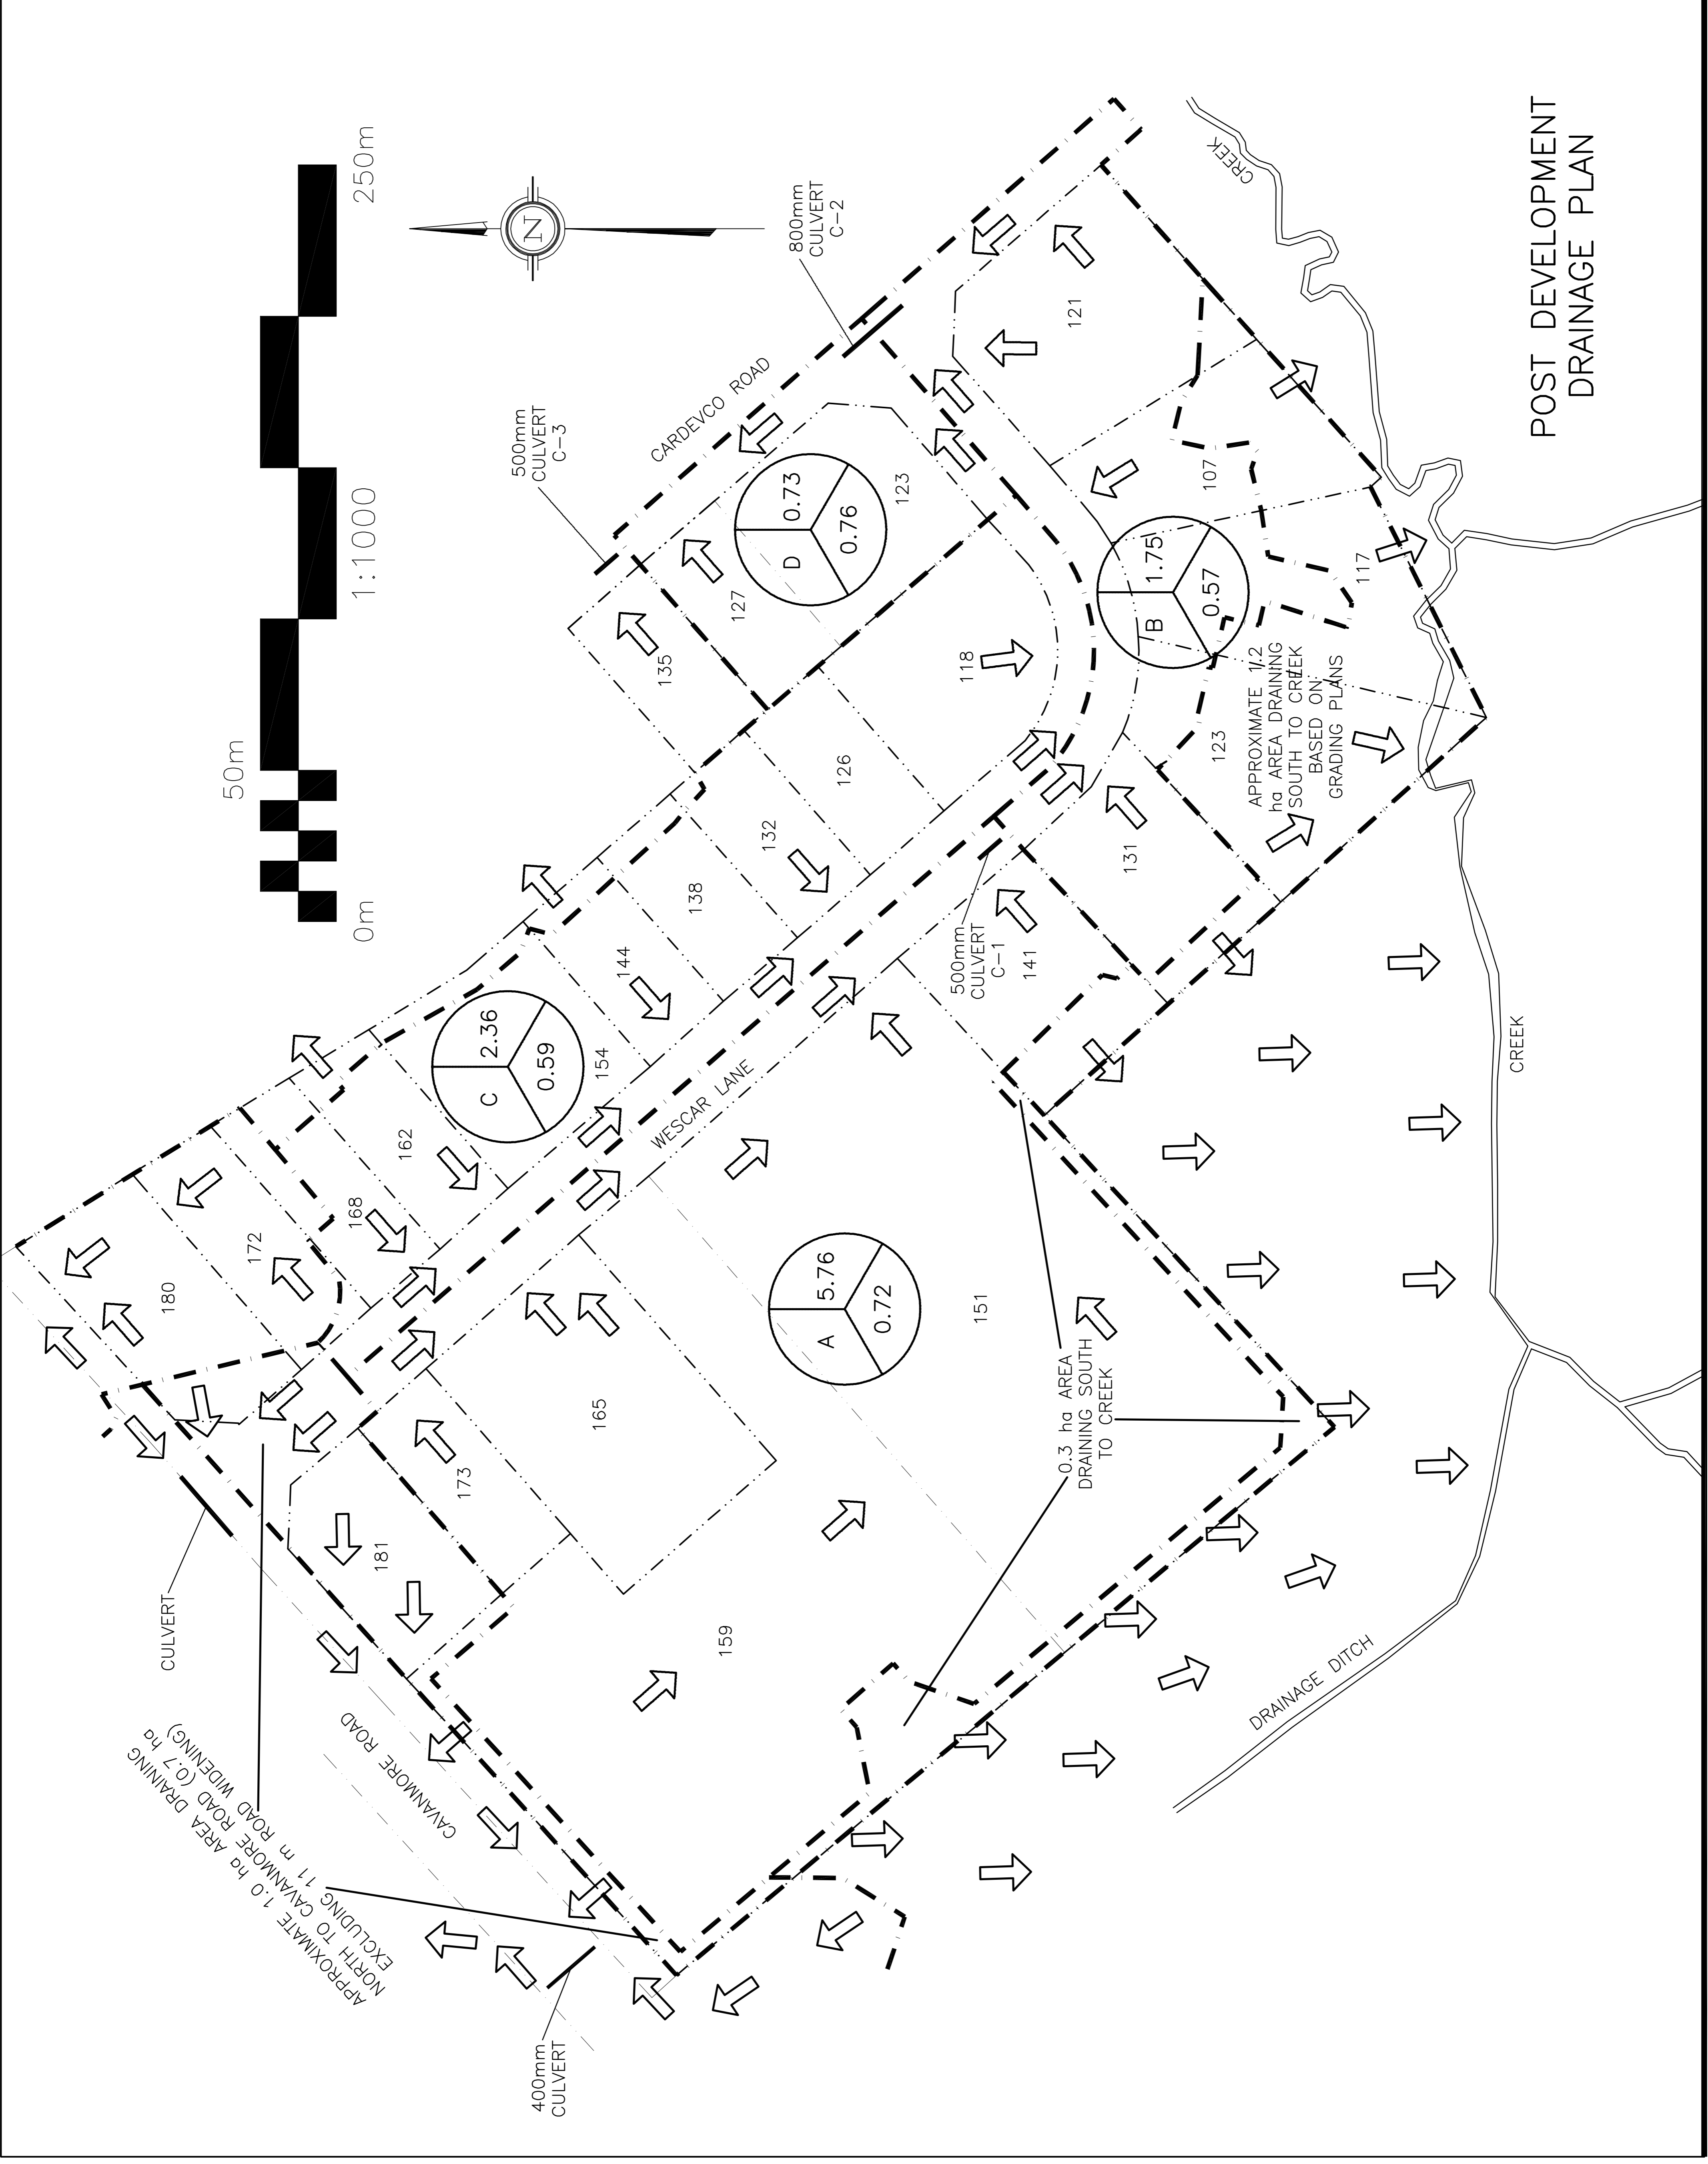 POST DEVELOPMENT
DRAINAGE PLAN
0m
50m
250m
1:1000
N
CULVERT
400mm
CULVERT
500mm
CULVERT
C-3
800mm
CULVERT
C-2
500mm
CULVERT
C-1
APPROXIMATE 1.0 ha AREA DRAINING
NORTH TO CAVANMORE ROAD (0.7 ha
EXCLUDING 11 m ROAD WIDENING)
CAVANMORE ROAD
CARDEVCO ROAD
WESCAR LANE
180
172
168
162
154
144
138
132
126
118
135
127
123
121
107
117
123
131
141
151
159
165
173
181
A
5.76
0.72
B
1.75
0.57
C
2.36
0.59
D
0.73
0.76
0.3 ha AREA
DRAINING SOUTH
TO CREEK
APPROXIMATE 1.2
ha AREA DRAINING
SOUTH TO CREEK
BASED ON
GRADING PLANS
DRAINAGE DITCH
CREEK
CREEK